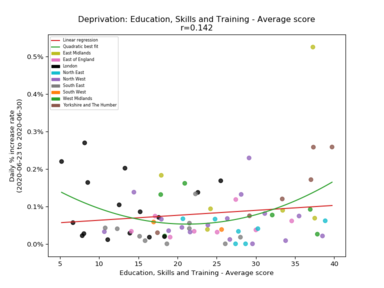 Deprivation: Education, Skills and Training - Average score
r=0.142
Daily % increase rate
(2020-06-23 to 2020-06-30)
0.5%
0.4%
0.3%
0.2%
0.1%
0.0%
Linear regression
Quadratic best fit
East Midlands
East of England
London
North East
North West
South East
South West
West Midlands
Yorkshire and The Humber
5 10 15 20 25 30 35 40
Education, Skills and Training - Average score